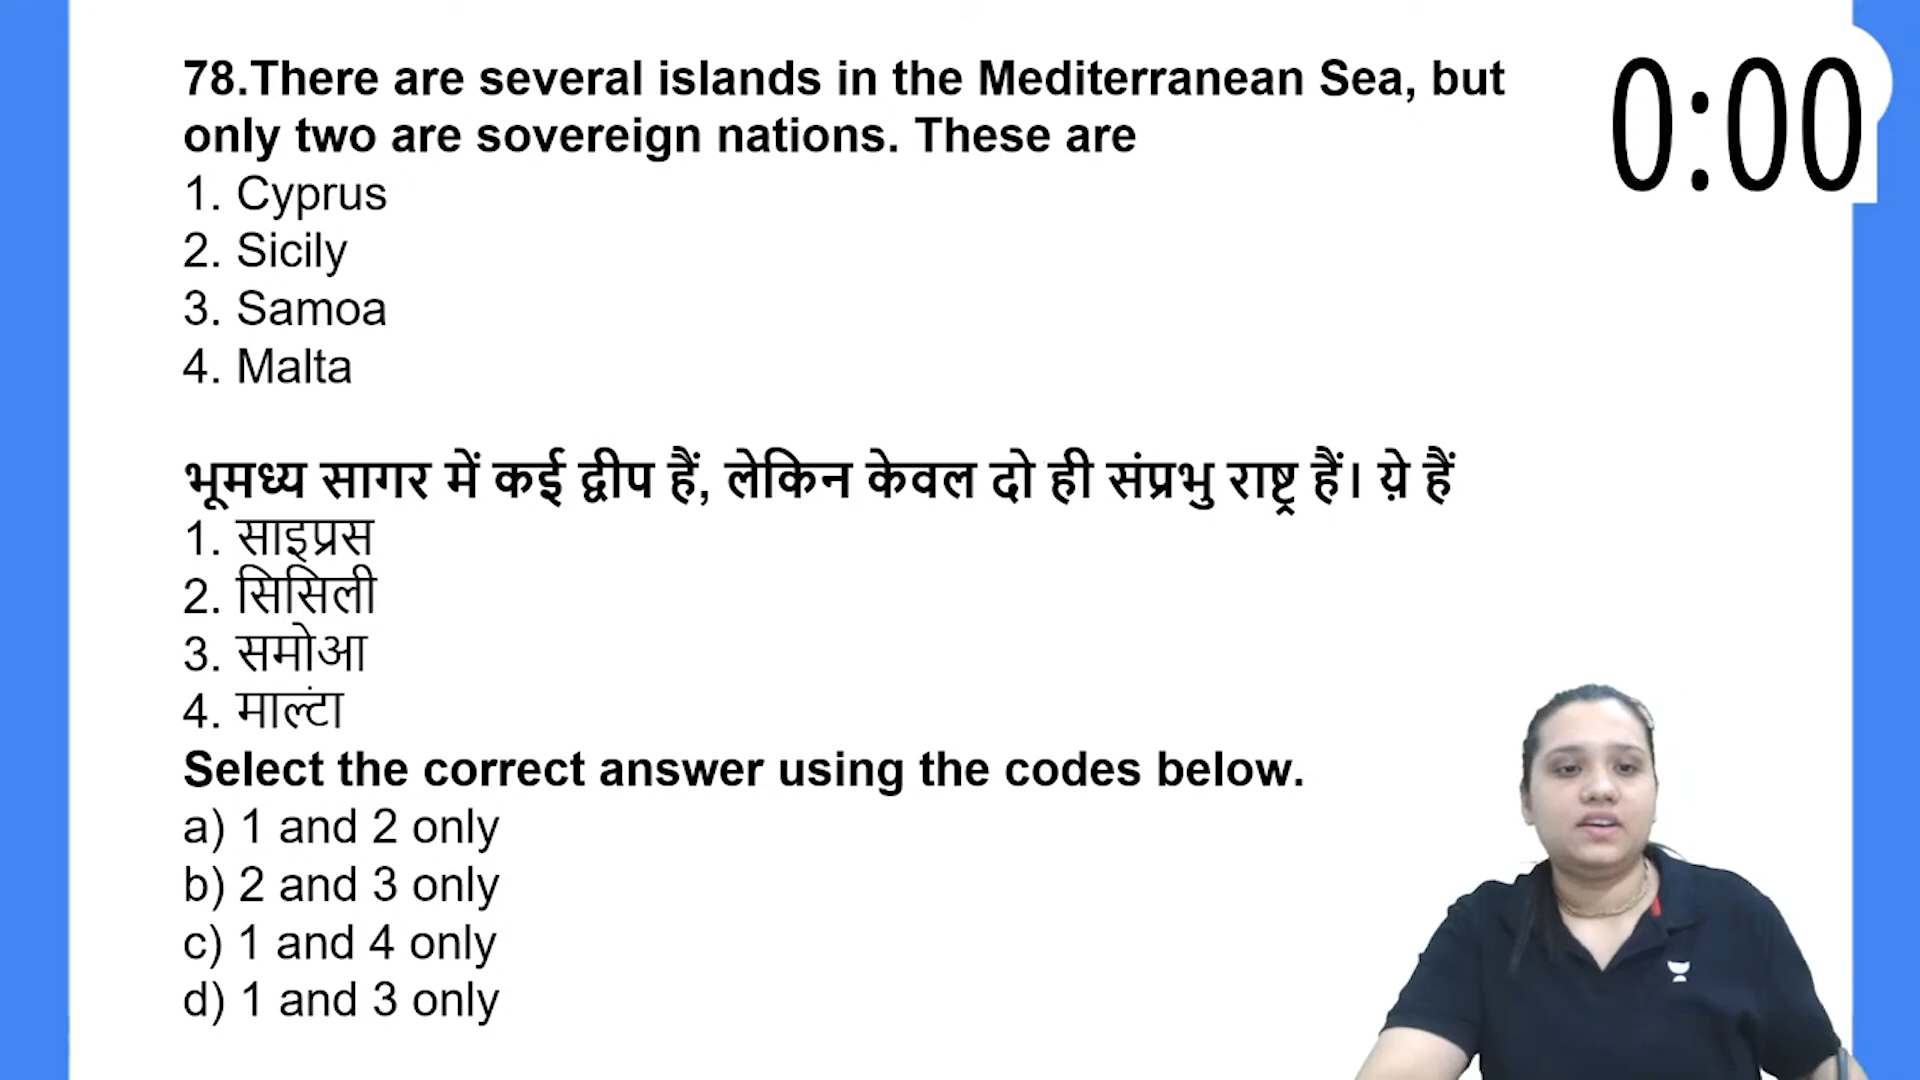 78.There are several islands in the Mediterranean Sea, but
only two are sovereign nations. These are
1. Cyprus
2. Sicily
3. Samoa
4. Malta
भूमध्य सागर में कई द्वीप हैं, लेकिन केवल दो ही संप्रभु राष्ट्र हैं। य़े हैं
1. साइप्रस
2. सिसिली
3. समोआ
4. माल्टां
Select the correct answer using the codes below.
a) 1 and 2 only
b) 2 and 3 only
c) 1 and 4 only
d) 1 and 3 only
0:00